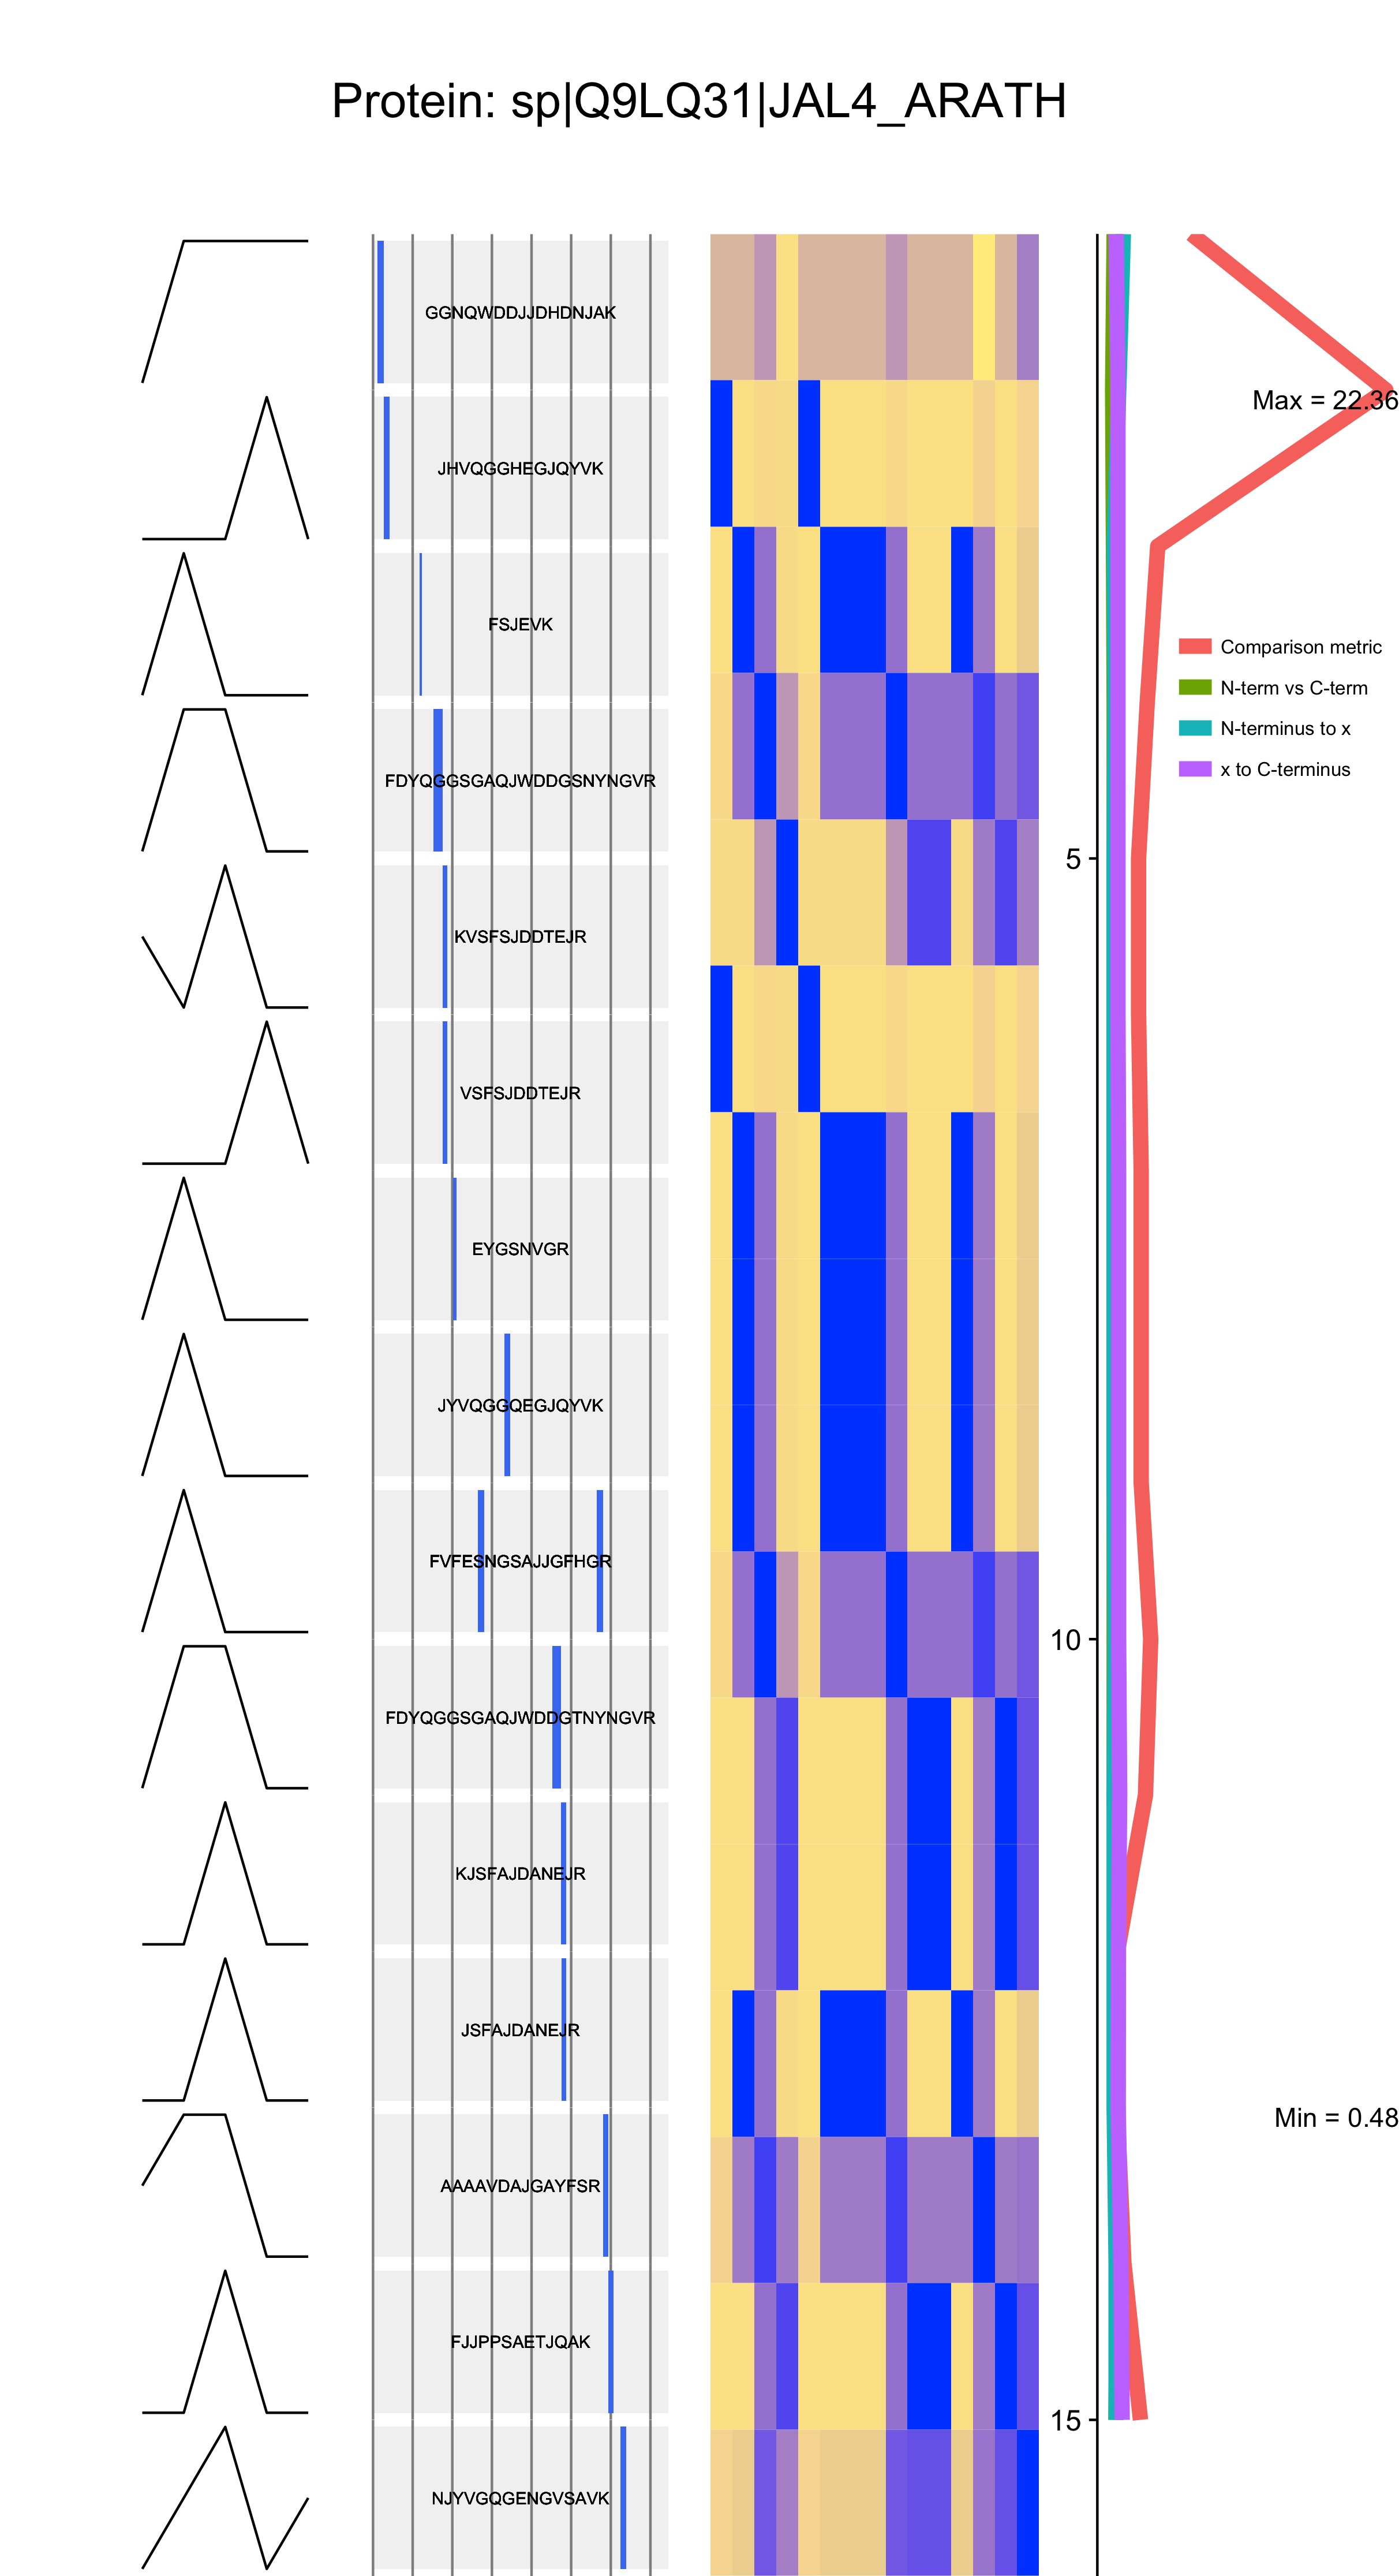 Protein: sp|Q9LQ31|JAL4_ARATH
GGNQWDDJJDHDNJAK
Max = 22.36
JHVQGGHEGJQYVK
FSJEVK
Comparison metric
N-term vs C-term
N-terminus to x
x to C-terminus
FDYQGGSGAQJWDDGSNYNGVR
5
KVSFSJDDTEJR
VSFSJDDTEJR
EYGSNVGR
JYVQGGQEGJQYVK
FVFESNGSAJJGFHGR
10
FDYQGGSGAQJWDDGTNYNGVR
KJSFAJDANEJR
JSFAJDANEJR
Min = 0.48
AAAAVDAJGAYFSR
FJJPPSAETJQAK
15
NJYVGQGENGVSAVK